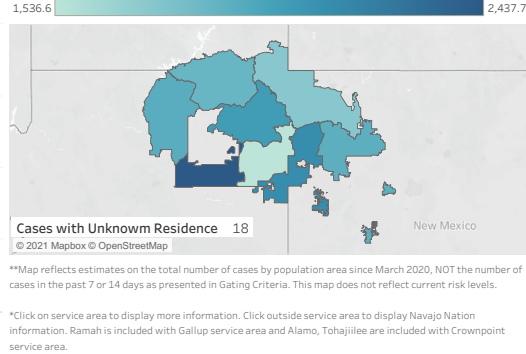 1,536.6 2,437.7
New Mexico
Cases with Unknowm Residence 18
© 2021 Mapbox © OpenStreetMap
**Map reflects estimates on the total number of cases by population area since March 2020, NOT the number of
cases in the past 7 or 14 days as presented in Gating Criteria. This map does not reflect current risk levels.
*Click on service area to display more information. Click outside service area to display Navajo Nation
information. Ramah is included with Gallup service area and Alamo, Tohajiilee are included with Crownpoint
service area.